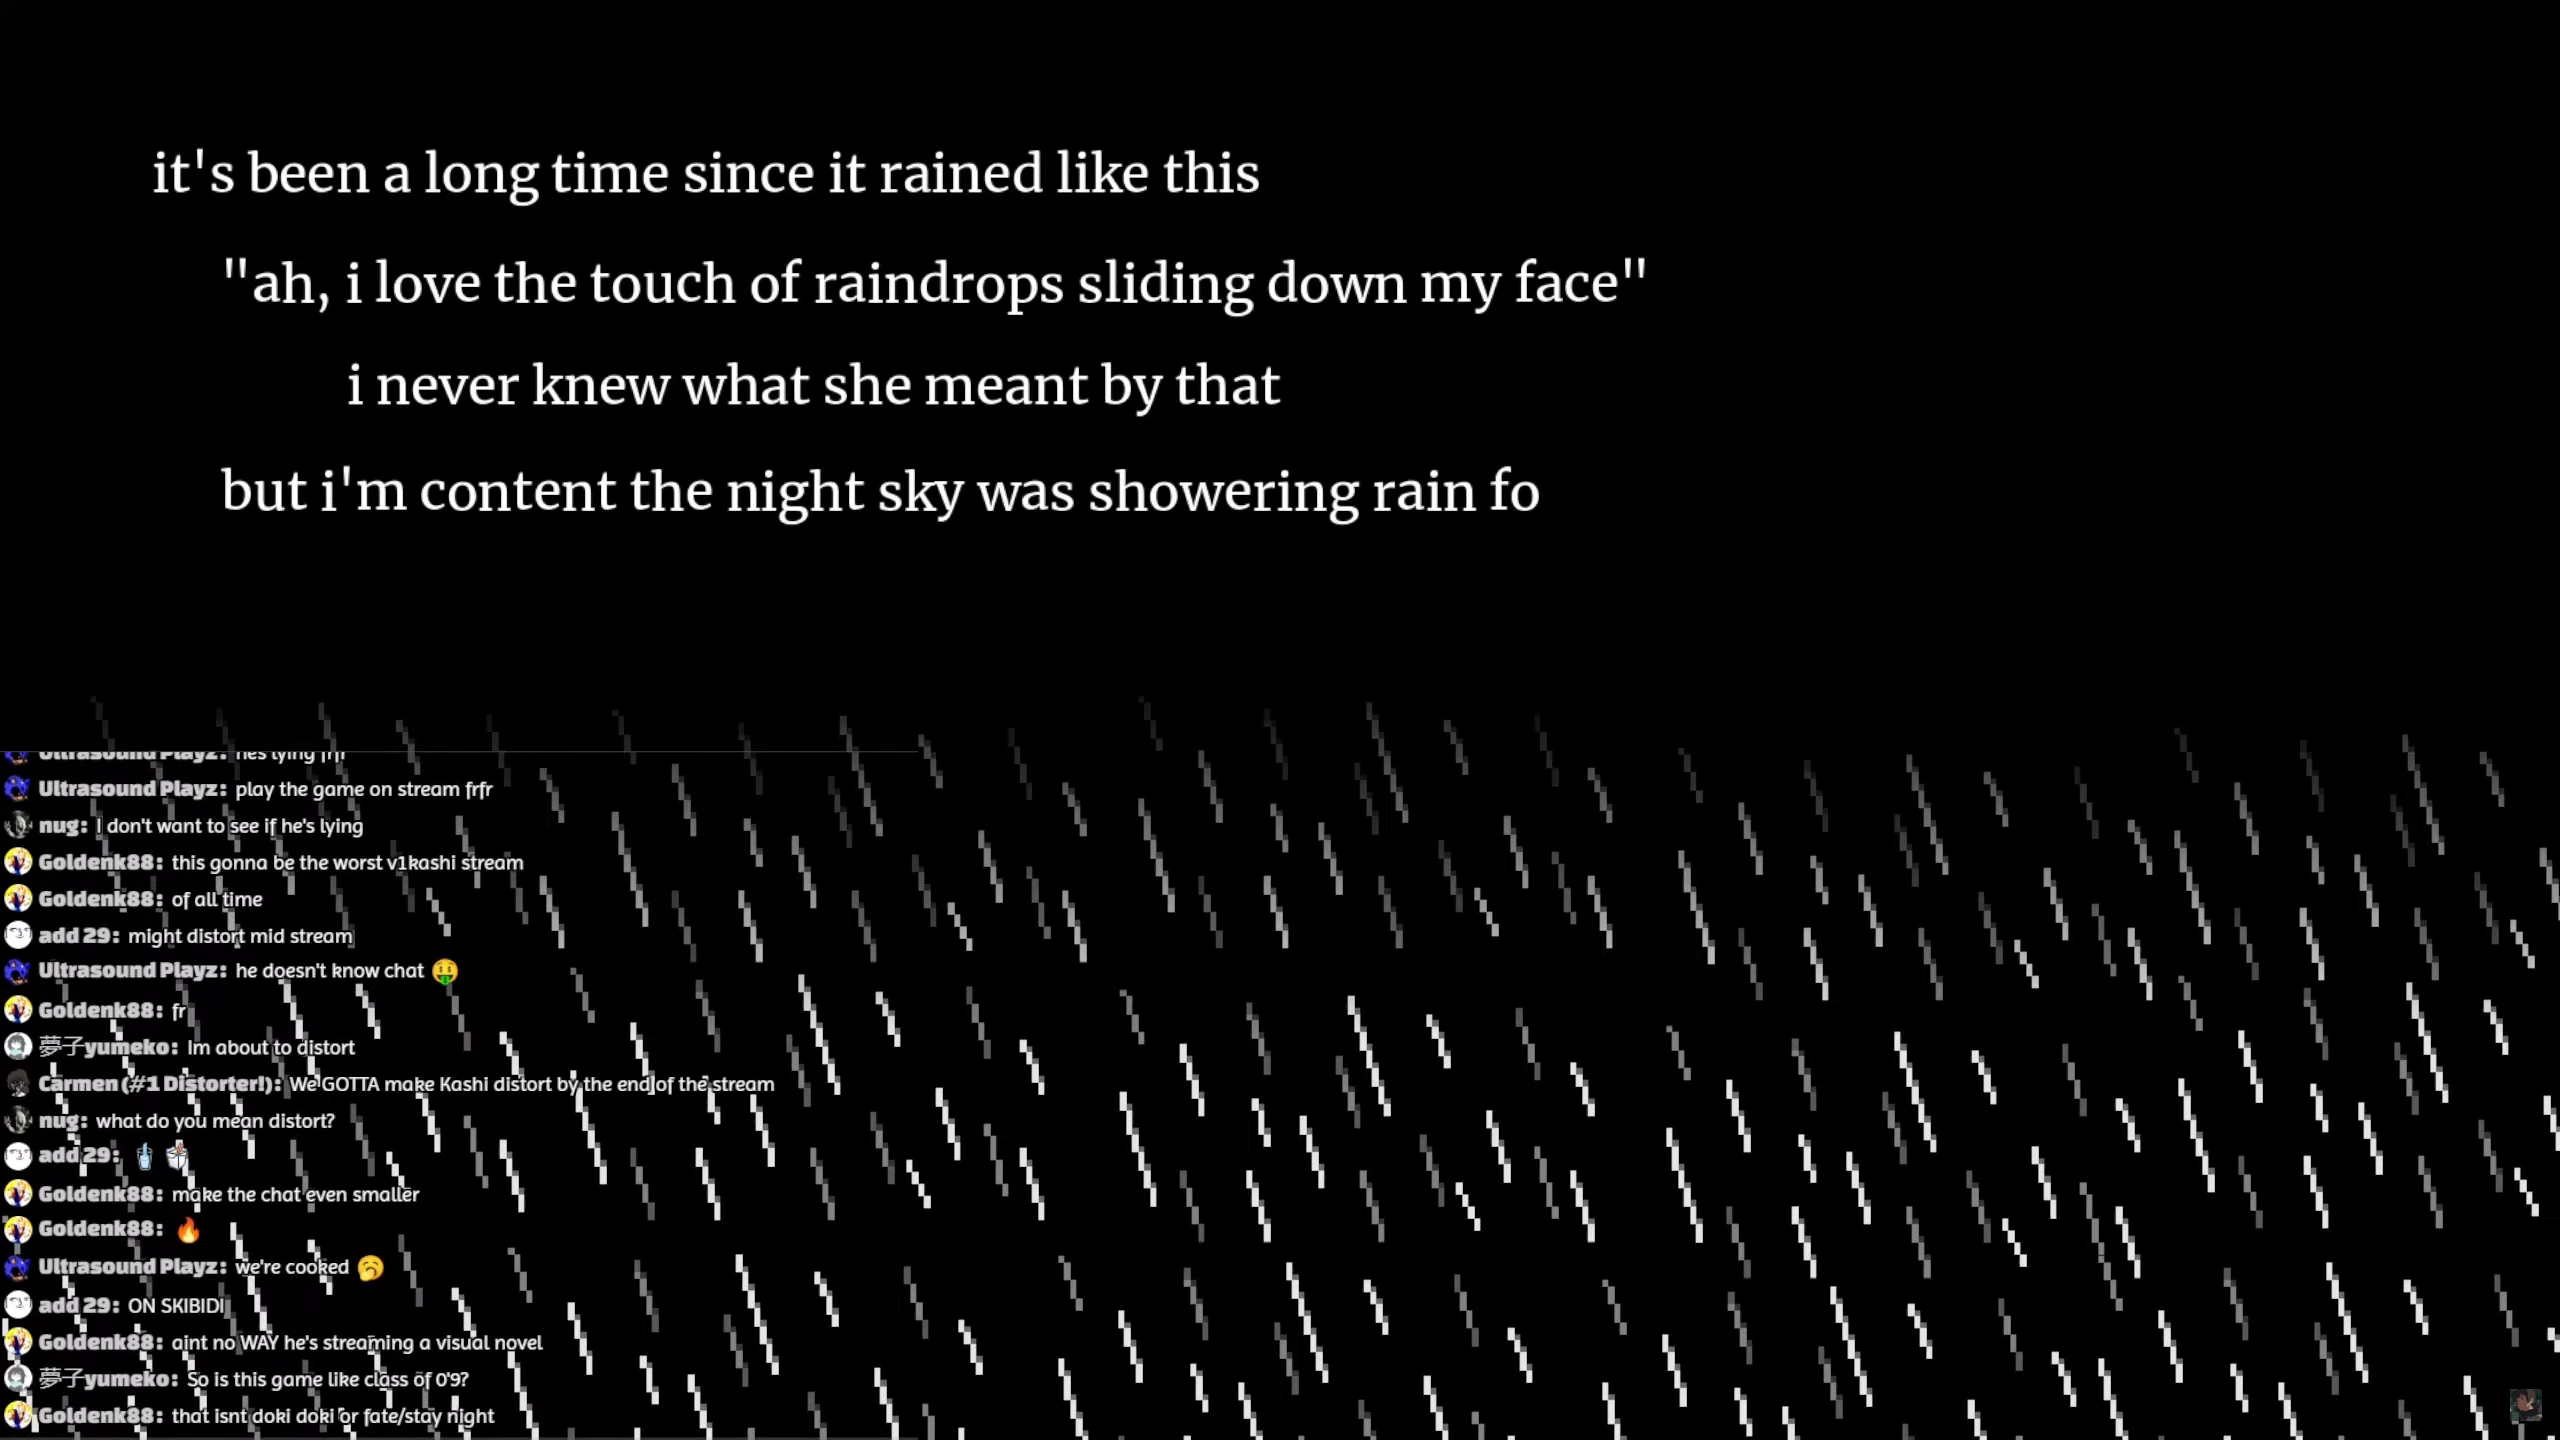 it's been a long time since it rained like this
"ah, i love the touch of raindrops sliding down my face"
i never knew what she meant by that
but i'm content the night sky was showering rain fo
Ultrasound Playz: hes lying frfr
Ultrasound Playz: play the game on stream frfr
nug: I don't want to see if he's lying
Goldenk88: this gonna be the worst v1kashi stream
Goldenk88: of all time
add 29: might distort mid stream
Ultrasound Playz: he doesn't know chat 🤑
Goldenk88: fr
夢子yumeko: Im about to distort
Carmen (#1 Distorter!): We GOTTA make Kashi distort by the end of the stream
nug: what do you mean distort?
add 29:
Goldenk88: make the chat even smaller
Goldenk88: 🔥
Ultrasound Playz: we're cooked 🥱
add 29: ON SKIBIDI
Goldenk88: aint no WAY he's streaming a visual novel
夢子yumeko: So is this game like class of 0'9?
Goldenk88: that isnt doki doki or fate/stay night